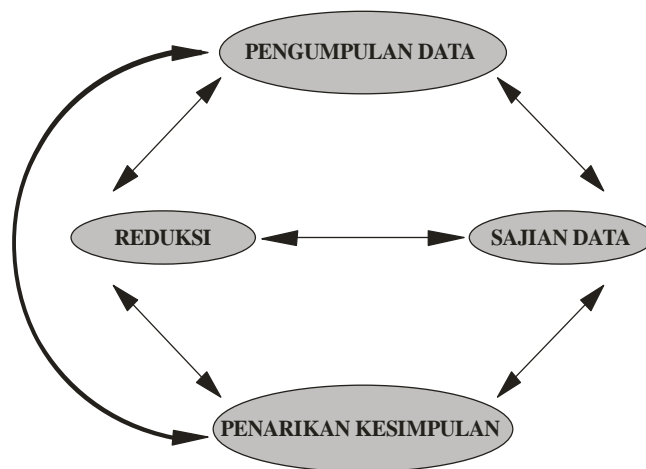 PENGUMPULAN DATA
REDUKSI
SAJIAN DATA
PENARIKAN KESIMPULAN